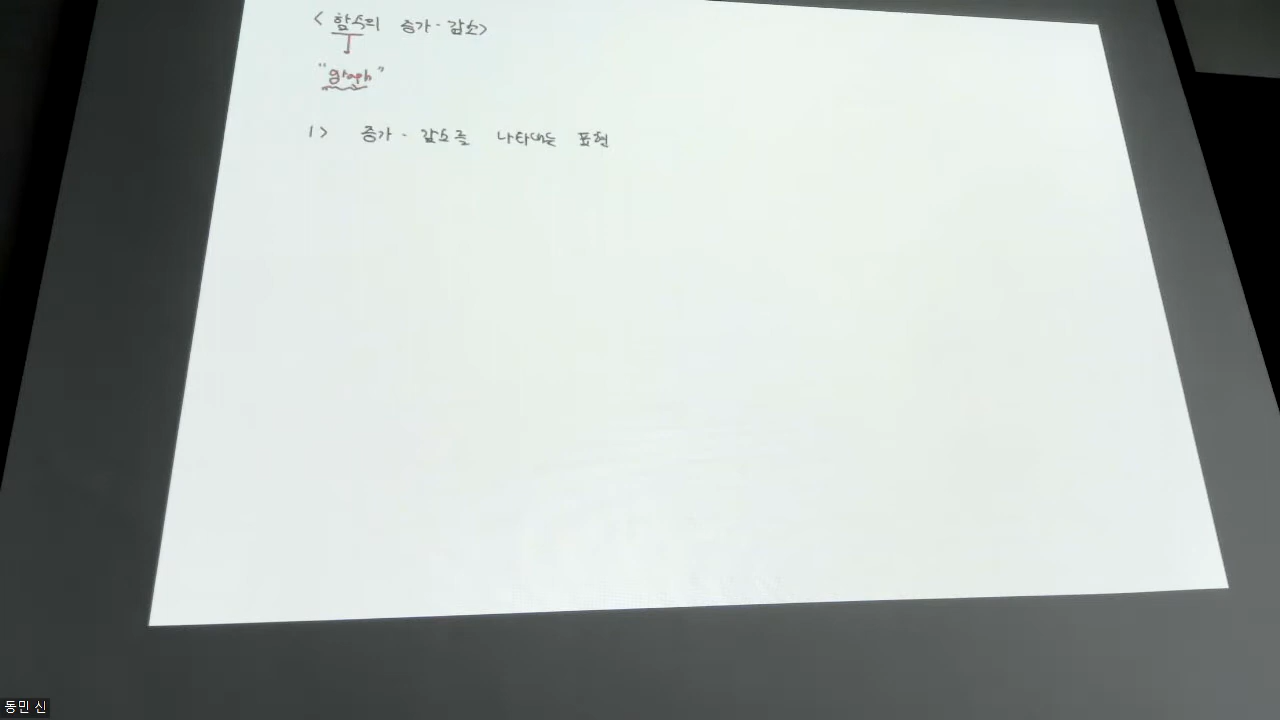 < 함수의 증가 - 감소>
"graph"
1> 증가 - 감소를 나타내는 표현
동민 신